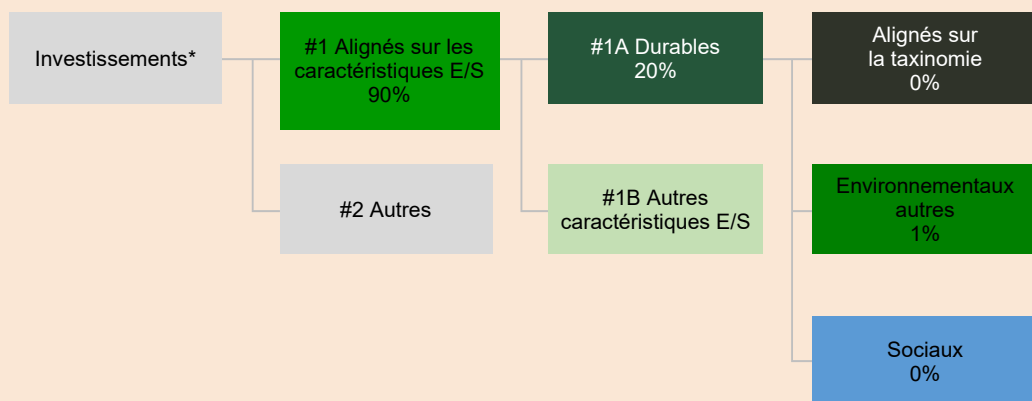 Investissements*
#1 Alignés sur les
caractéristiques E/S
90%
#1A Durables
20%
Alignés sur
la taxinomie
0%
#2 Autres
#1B Autres
caractéristiques E/S
Environnementaux
autres
1%
Sociaux
0%